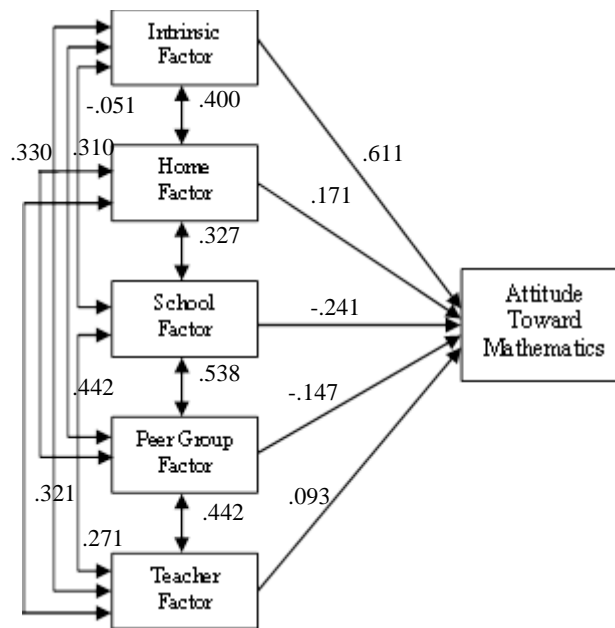 Intrinsic
Factor
-.051
.400
.330
.310
Home
Factor
.611
.171
.327
School
Factor
-.241
Attitude
Toward
Mathematics
.442
.538
-.147
Peer Group
Factor
.321
.442
.093
.271
Teacher
Factor